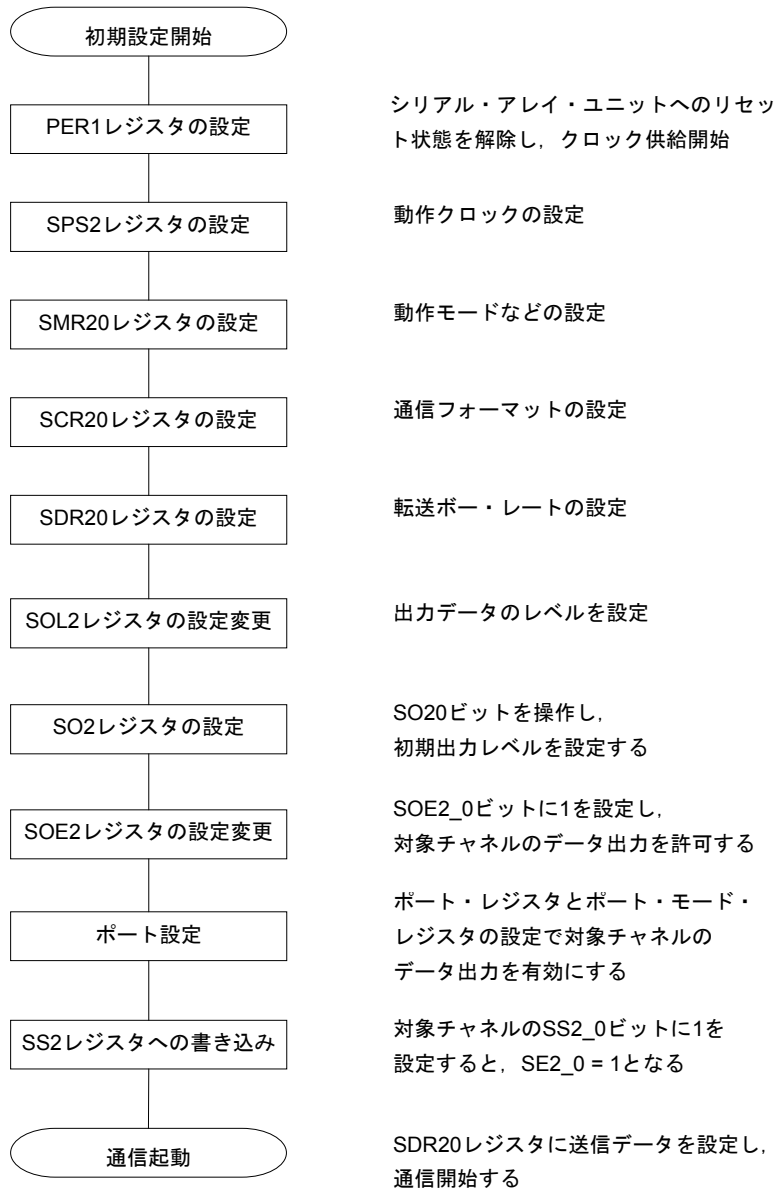 初期設定開始
PER1レジスタの設定
シリアル・アレイ・ユニットへのリセッ
ト状態を解除し，クロック供給開始
SPS2レジスタの設定
動作クロックの設定
SMR20レジスタの設定
動作モードなどの設定
SCR20レジスタの設定
通信フォーマットの設定
SDR20レジスタの設定
転送ボー・レートの設定
SOL2レジスタの設定変更
出力データのレベルを設定
SO2レジスタの設定
SO20ビットを操作し，
初期出力レベルを設定する
SOE2レジスタの設定変更
SOE2_0ビットに1を設定し，
対象チャネルのデータ出力を許可する
ポート設定
ポート・レジスタとポート・モード・
レジスタの設定で対象チャネルの
データ出力を有効にする
SS2レジスタへの書き込み
対象チャネルのSS2_0ビットに1を
設定すると，SE2_0 = 1となる
通信起動
SDR20レジスタに送信データを設定し，
通信開始する